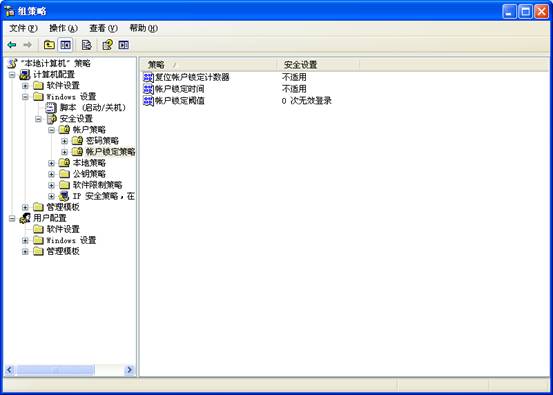 组策略
文件(F) 操作(A) 查看(V) 帮助(H)
"本地计算机" 策略
计算机配置
软件设置
Windows 设置
脚本 (启动/关机)
安全设置
帐户策略
密码策略
帐户锁定策略
本地策略
公钥策略
软件限制策略
IP 安全策略，在
管理模板
用户配置
软件设置
Windows 设置
管理模板
策略 安全设置
复位帐户锁定计数器 不适用
帐户锁定时间 不适用
帐户锁定阈值 0 次无效登录